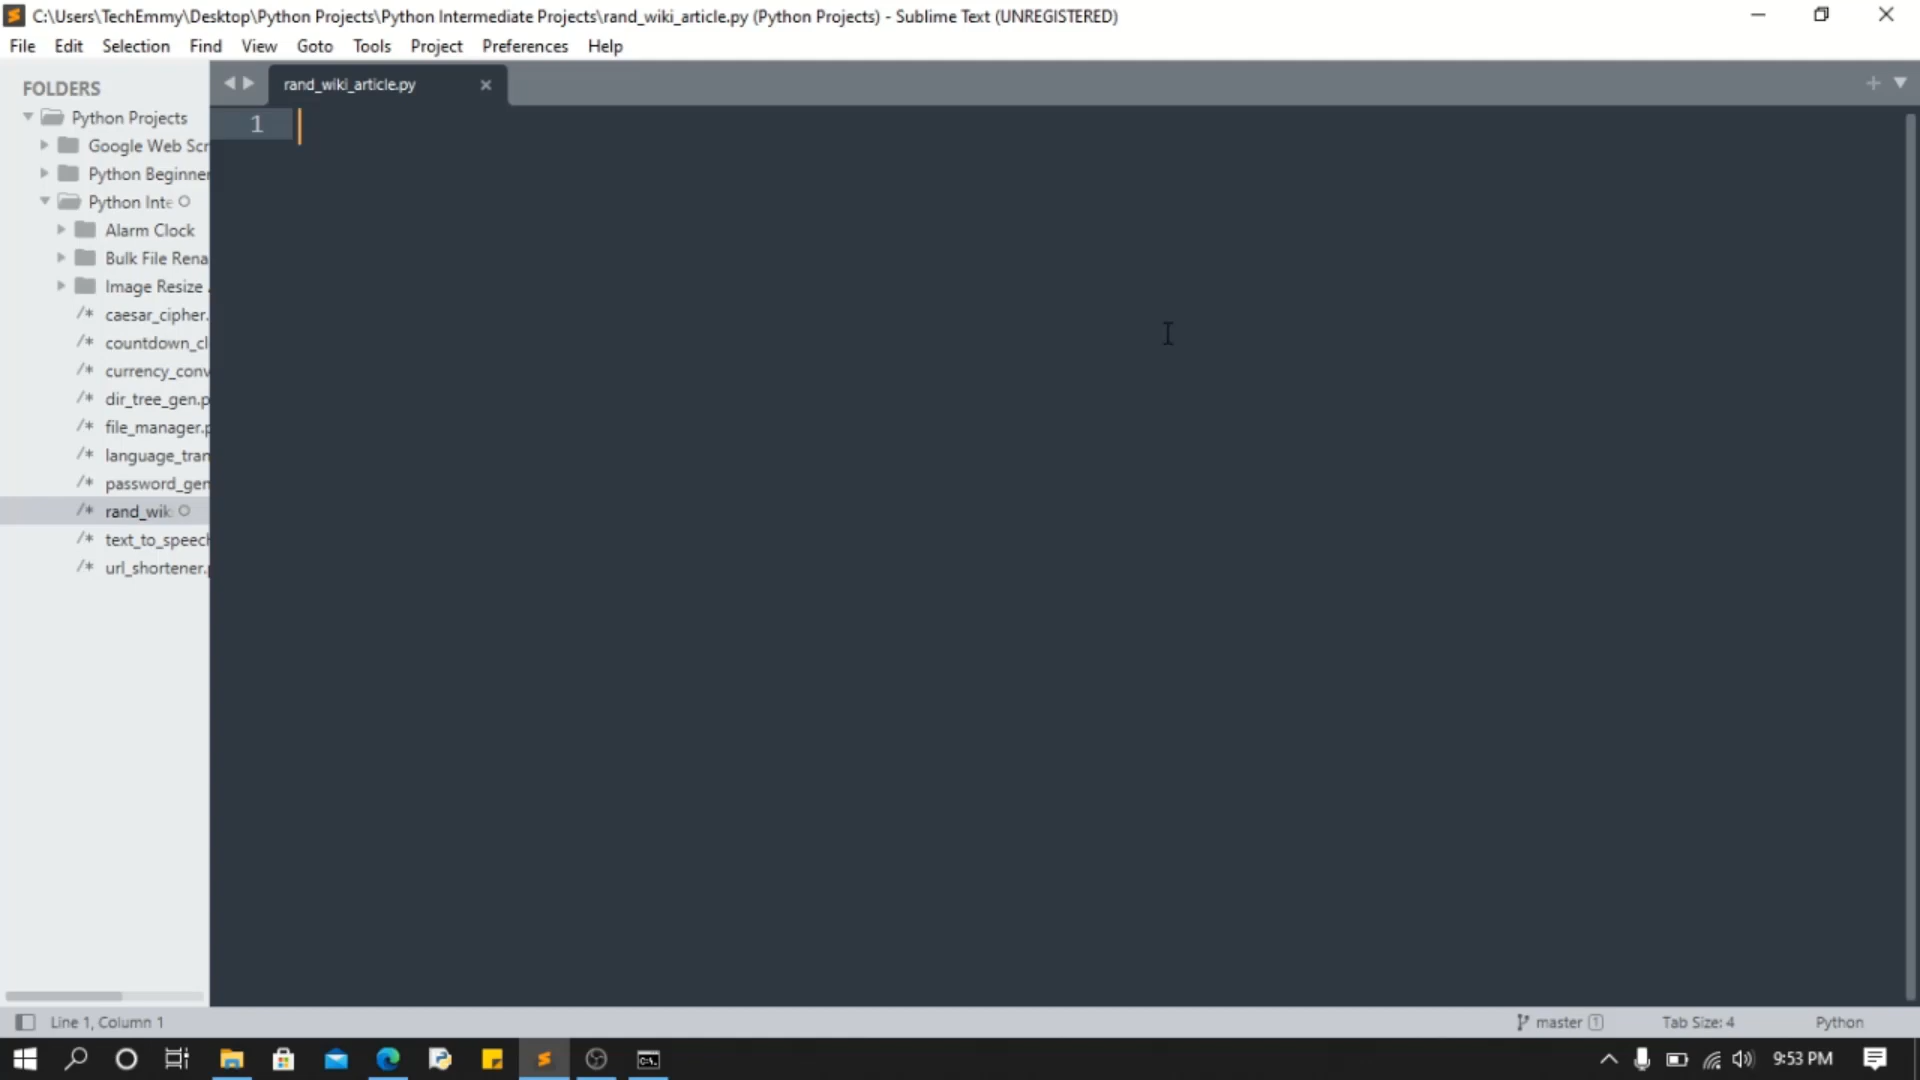 C:\Users\TechEmmy\Desktop\Python Projects\Python Intermediate Projects\rand_wiki_article.py (Python Projects) - Sublime Text (UNREGISTERED)
File Edit Selection Find View Goto Tools Project Preferences Help
FOLDERS
rand_wiki_article.py
Python Projects
1
Google Web Scr
Python Beginner
Python Inte
Alarm Clock
Bulk File Rena
Image Resize
/* caesar_cipher.
/* countdown_cl
/* currency_conv
/* dir_tree_gen.p
/* file_manager.p
/* language_tran
/* password_gen
/* rand_wik
/* text_to_speech
/* url_shortener.p
Line 1, Column 1 master 1 Tab Size: 4 Python
9:53 PM